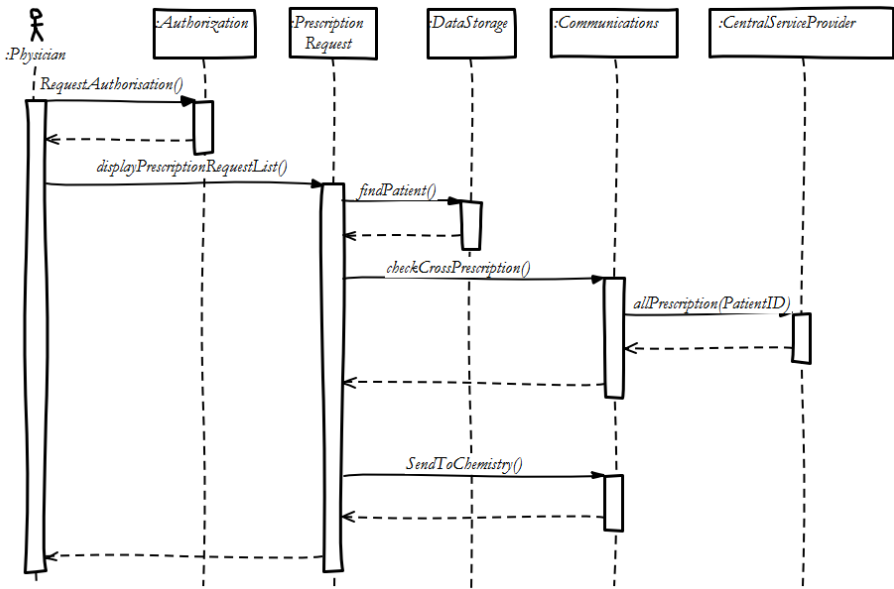 :Physician
:Authorization
:Prescription
Request
:DataStorage
:Communications
:CentralServiceProvider
RequestAuthorisation()
displayPrescriptionRequestList()
findPatient()
checkCrossPrescription()
allPrescription(PatientID)
SendToChemistry()